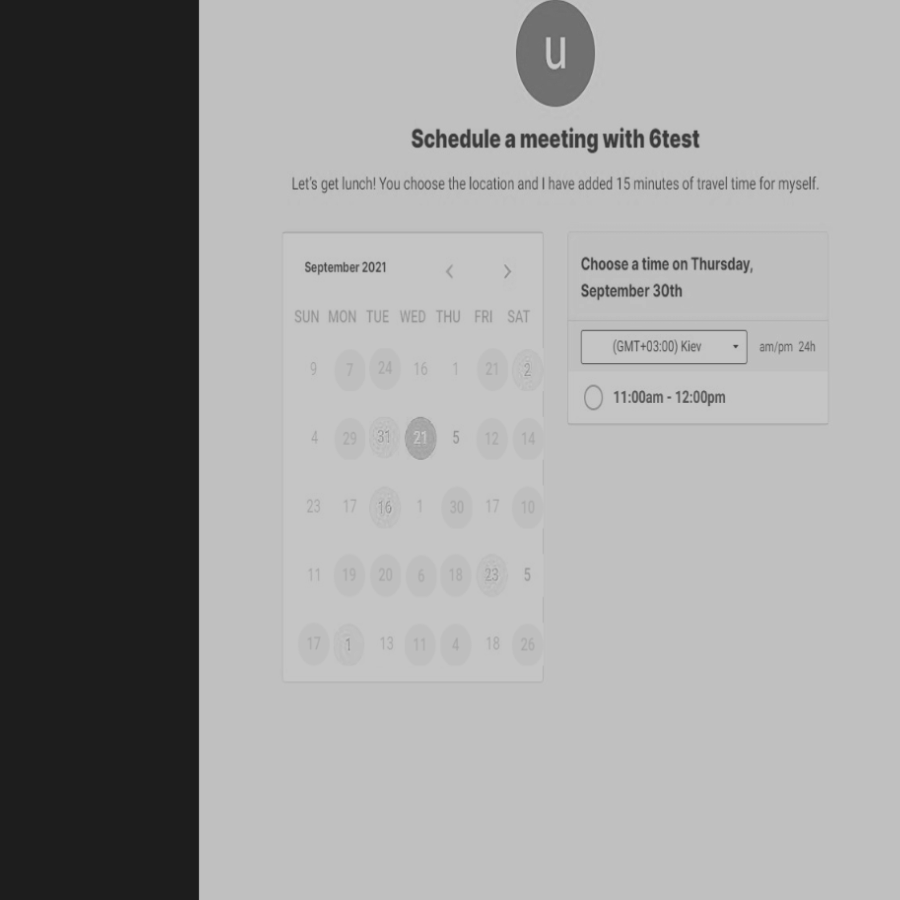 u
Schedule a meeting with 6test
Let's get lunch! You choose the location and I have added 15 minutes of travel time for myself.
September 2021
SUN MON TUE WED THU FRI SAT
9 7 24 16 1 21 2
4 29 31 21 5 12 14
23 17 16 1 30 17 10
11 19 20 6 18 23 5
17 1 13 11 4 18 26
Choose a time on Thursday,
September 30th
(GMT+03:00) Kiev am/pm 24h
11:00am - 12:00pm